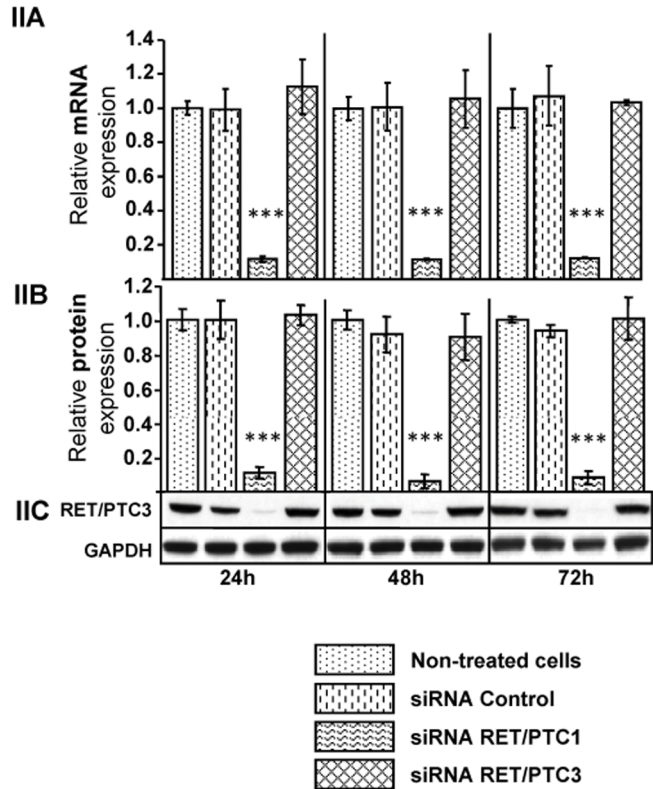 IIA
Relative mRNA
expression
1.4
1.2
1.0
0.8
0.6
0.4
0.2
***
***
***
IIB
Relative protein
expression
1.2
1.0
0.8
0.6
0.4
0.2
***
***
***
IIC
RET/PTC3
GAPDH
24h
48h
72h
Non-treated cells
siRNA Control
siRNA RET/PTC1
siRNA RET/PTC3